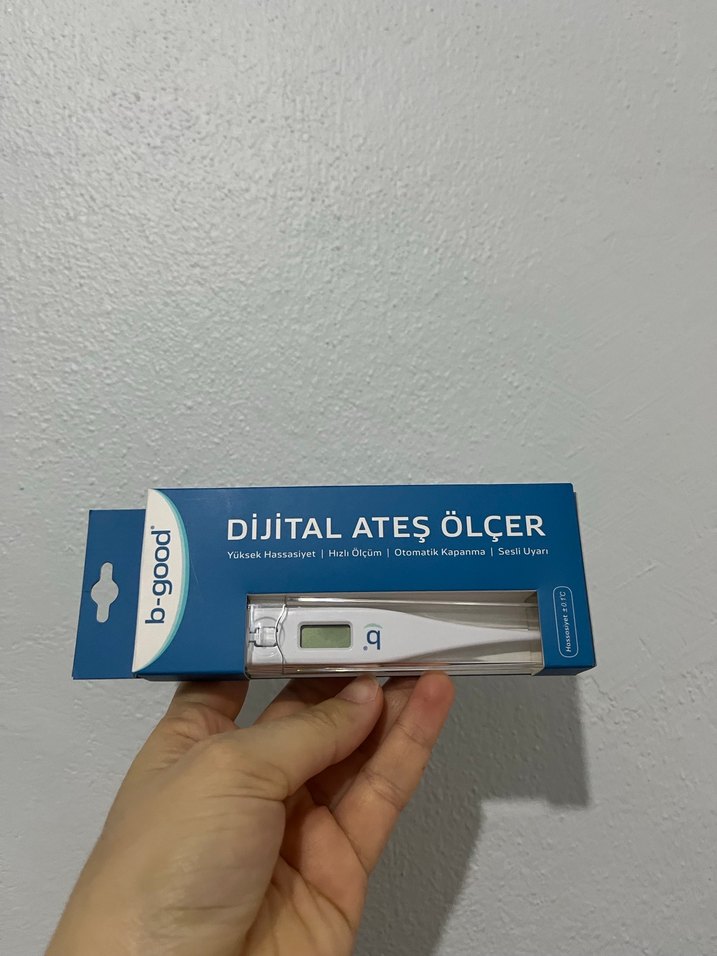 b-good®
DİJİTAL ATEŞ ÖLÇER
Yüksek Hassasiyet | Hızlı Ölçüm | Otomatik Kapanma | Sesli Uyarı
b
Hassasiyet ± 0.1°C